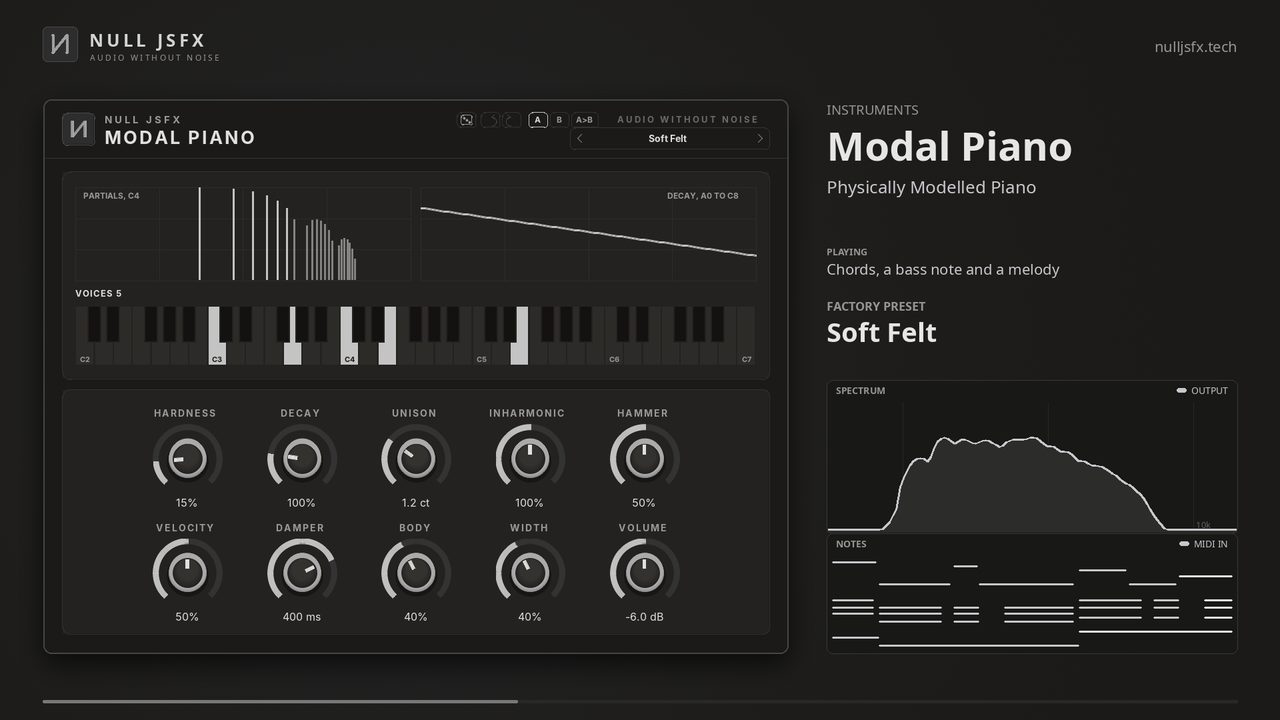 NULL JSFX
AUDIO WITHOUT NOISE
nulljsfx.tech
NULL JSFX
MODAL PIANO
A
B
A>B
AUDIO WITHOUT NOISE
Soft Felt
PARTIALS, C4
DECAY, A0 TO C8
VOICES 5
C2
C3
C4
C5
C6
C7
HARDNESS
DECAY
UNISON
INHARMONIC
HAMMER
15%
100%
1.2 ct
100%
50%
VELOCITY
DAMPER
BODY
WIDTH
VOLUME
50%
400 ms
40%
40%
-6.0 dB
INSTRUMENTS
Modal Piano
Physically Modelled Piano
PLAYING
Chords, a bass note and a melody
FACTORY PRESET
Soft Felt
SPECTRUM
OUTPUT
10k
NOTES
MIDI IN